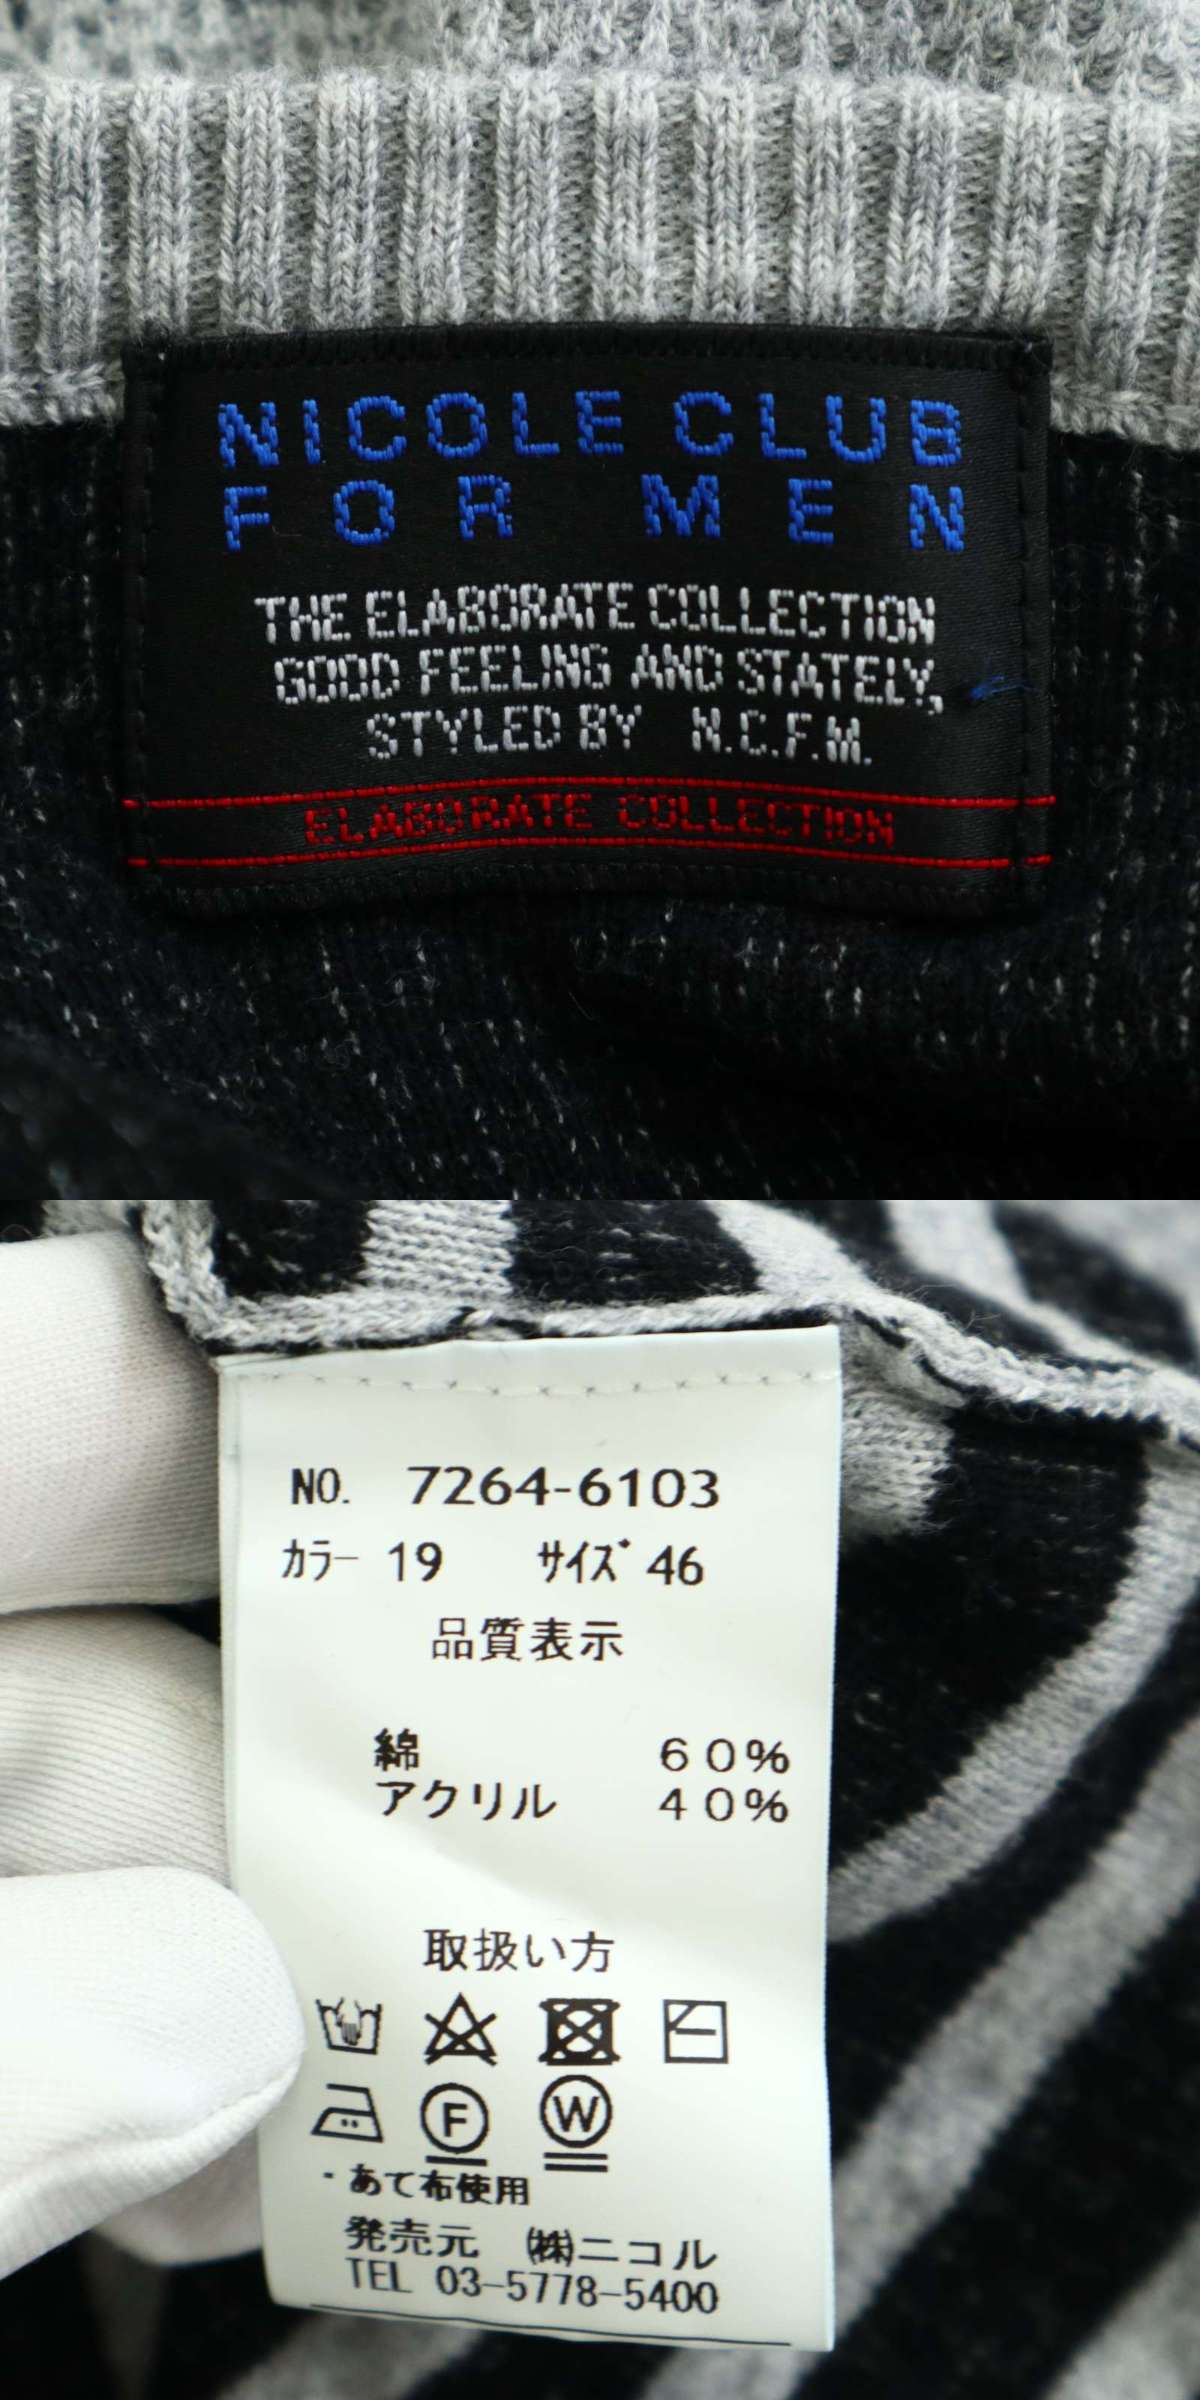 NICOLE CLUB
FOR MEN
THE ELABORATE COLLECTION
GOOD FEELING AND STATELY,
STYLED BY N.C.F.M.
ELABORATE COLLECTION
NO. 7264-6103
ｶﾗｰ 19 ｻｲｽﾞ 46
品質表示
綿 60%
アクリル 40%
取扱い方
F W
・あて布使用
発売元 ㈱ニコル
TEL 03-5778-5400